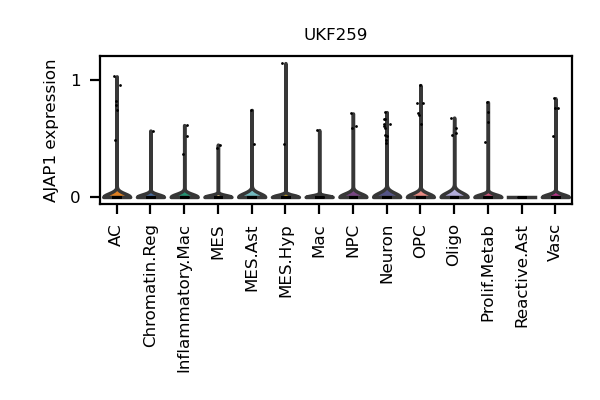 UKF259
AJAP1 expression
1
0
AC
Chromatin.Reg
Inflammatory.Mac
MES
MES.Ast
MES.Hyp
Mac
NPC
Neuron
OPC
Oligo
Prolif.Metab
Reactive.Ast
Vasc